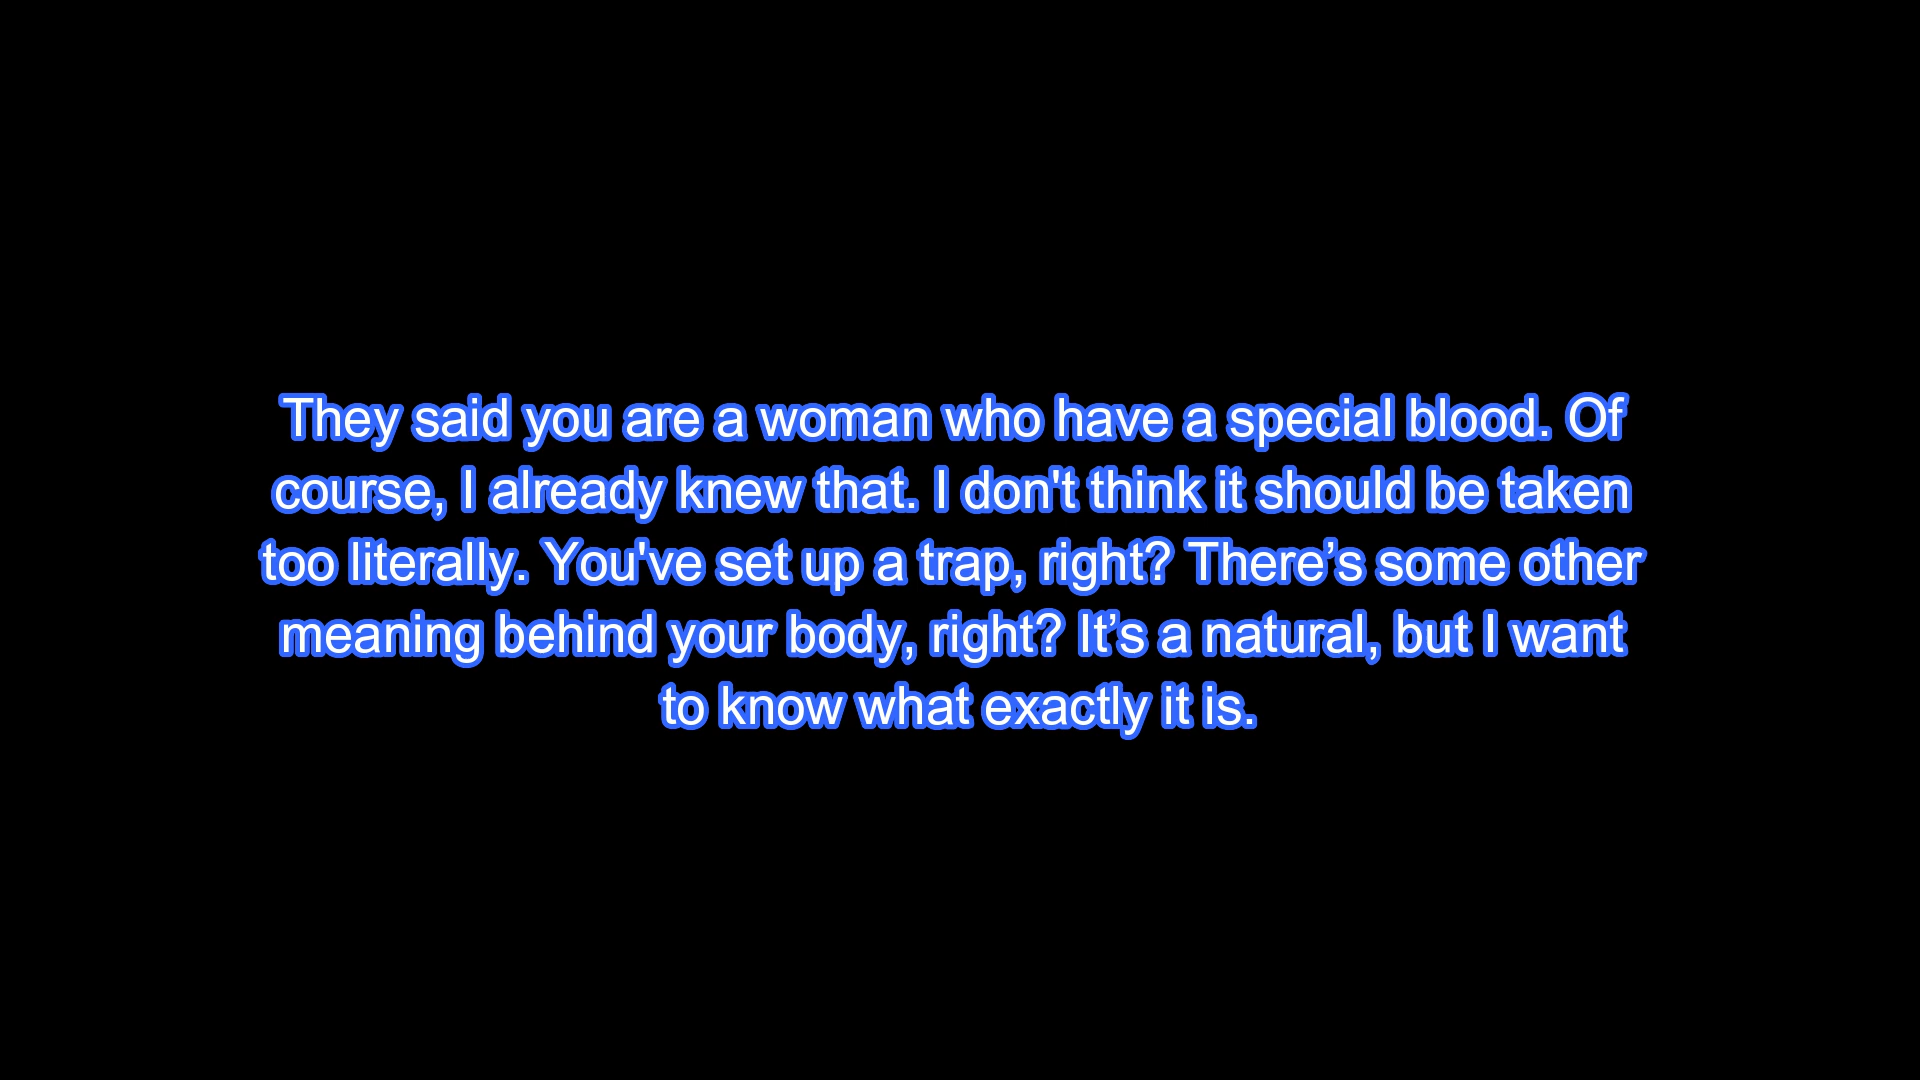 They said you are a woman who have a special blood. Of
course, I already knew that. I don't think it should be taken
too literally. You've set up a trap, right? There’s some other
meaning behind your body, right? It’s a natural, but I want
to know what exactly it is.